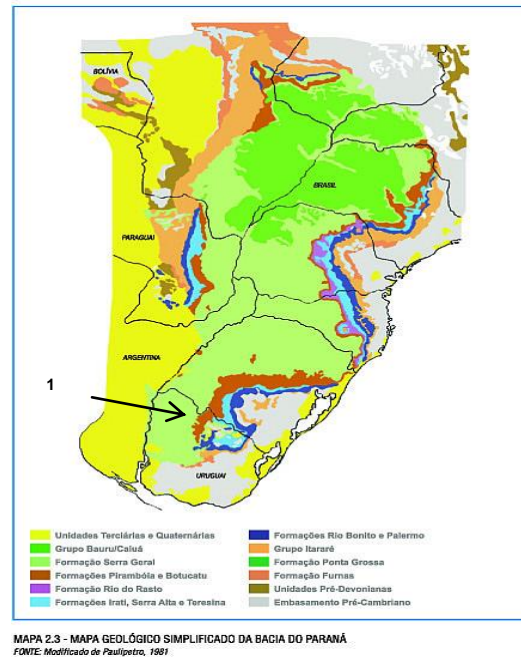 BOLÍVIA
BRASIL
PARAGUAI
ARGENTINA
1
URUGUAI
Unidades Terciárias e Quaternárias
Grupo Bauru/Caiuá
Formação Serra Geral
Formações Pirambóia e Botucatu
Formação Rio do Rasto
Formações Irati, Serra Alta e Teresina
Formações Rio Bonito e Palermo
Grupo Itararé
Formação Ponta Grossa
Formação Furnas
Unidades Pré-Devonianas
Embasamento Pré-Cambriano
MAPA 2.3 - MAPA GEOLÓGICO SIMPLIFICADO DA BACIA DO PARANÁ
FONTE: Modificado de Paulipetro, 1981